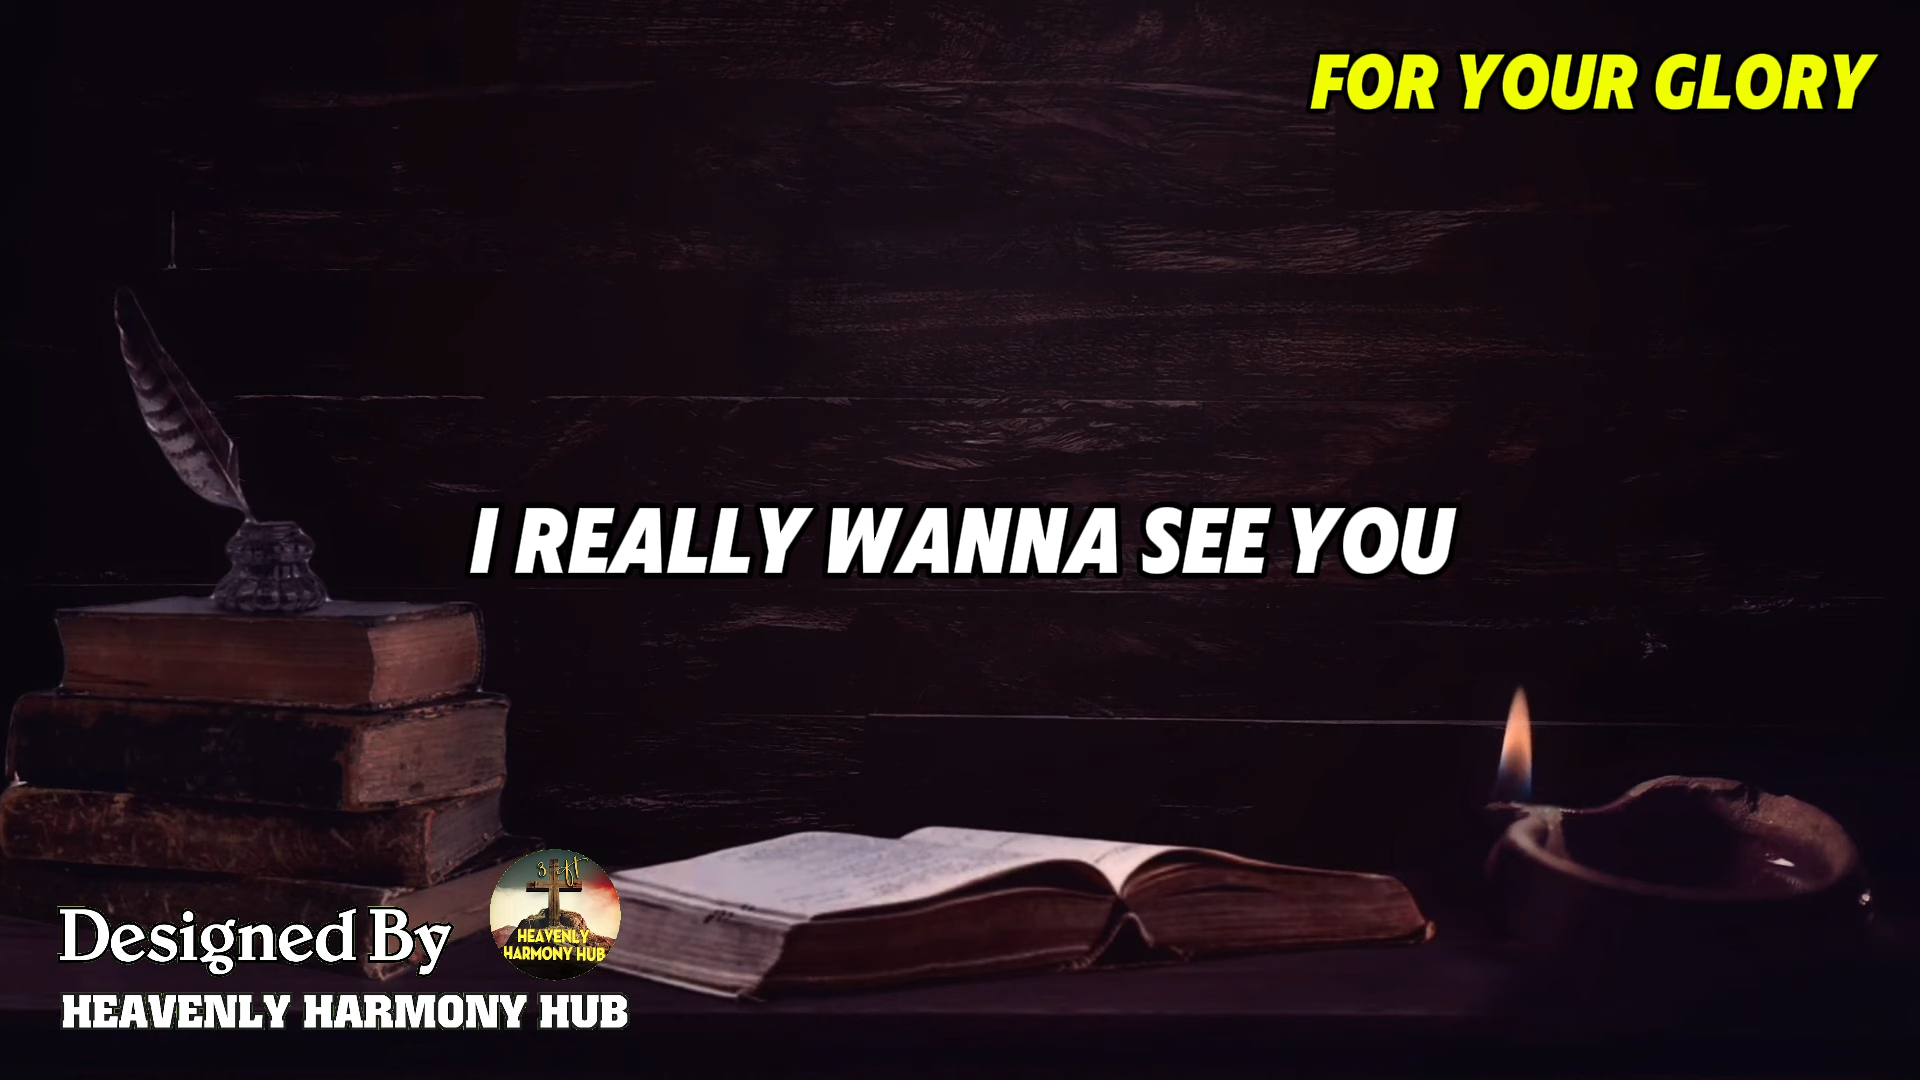 FOR YOUR GLORY
I REALLY WANNA SEE YOU
Designed By
HEAVENLY
HARMONY HUB
HEAVENLY HARMONY HUB